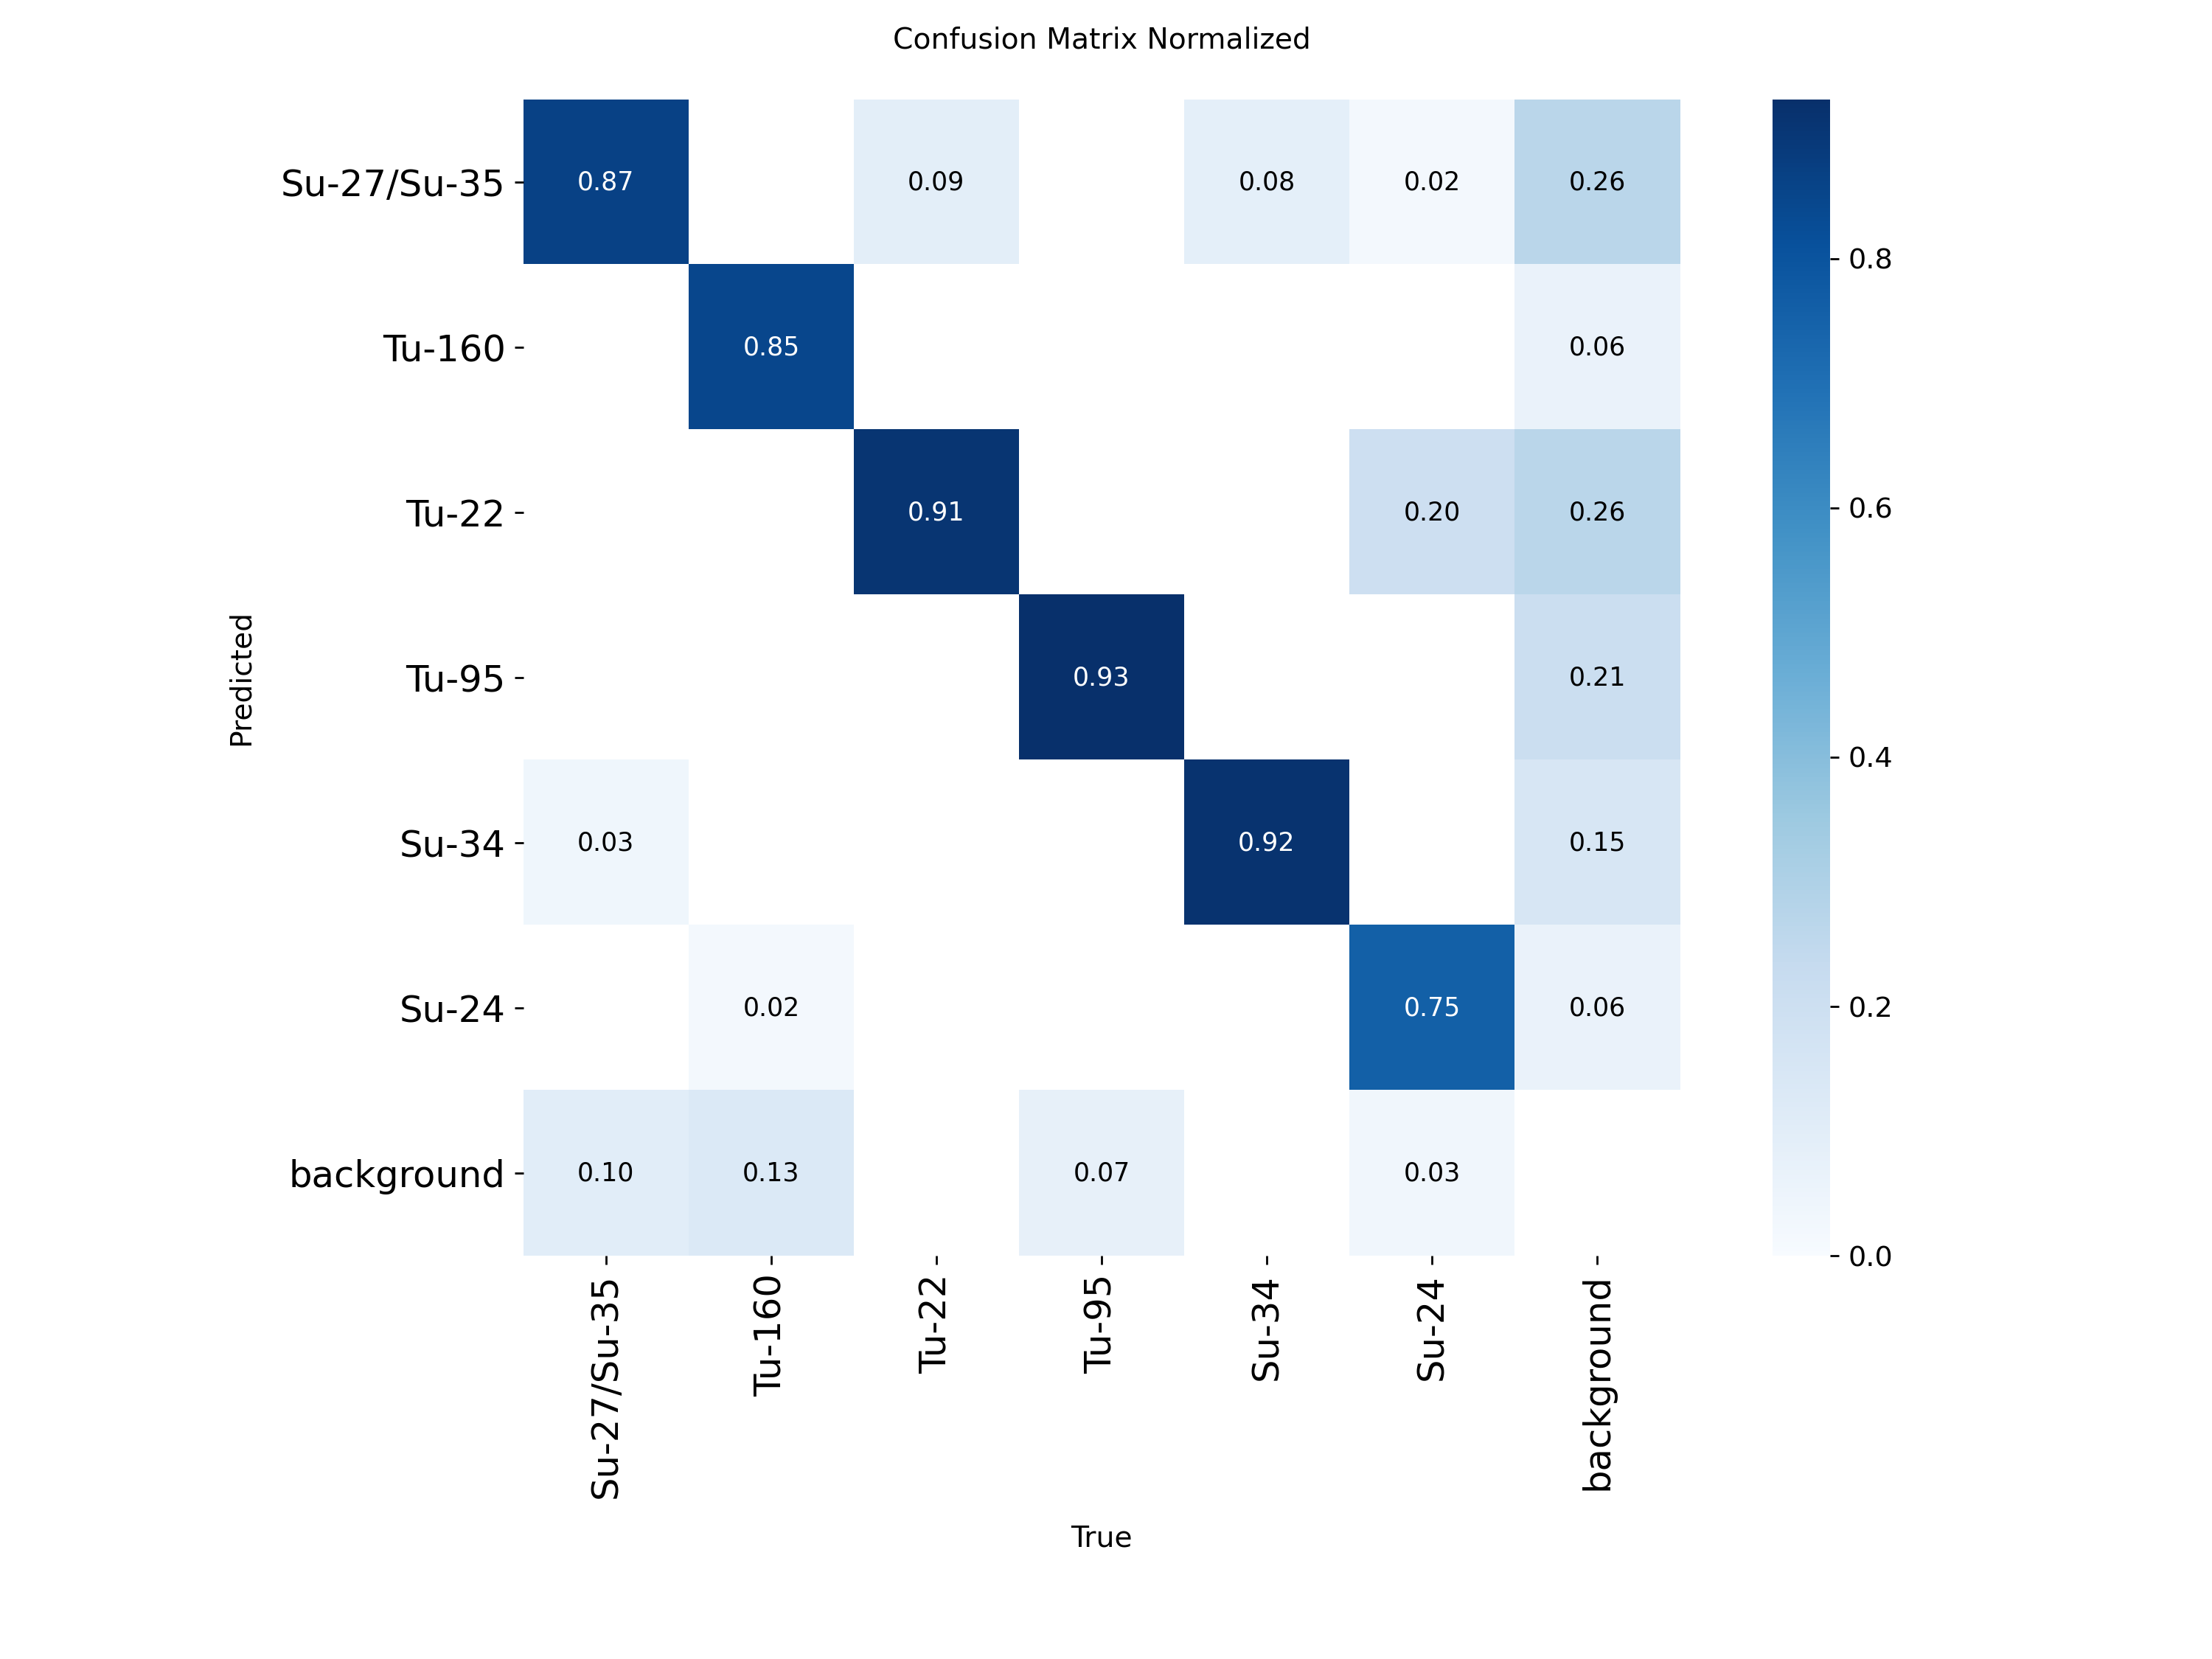 Confusion Matrix Normalized
Su-27/Su-35 0.87 0.09 0.08 0.02 0.26
Tu-160 0.85 0.06
Tu-22 0.91 0.20 0.26
Tu-95 0.93 0.21
Su-34 0.03 0.92 0.15
Su-24 0.02 0.75 0.06
background 0.10 0.13 0.07 0.03
Predicted
Su-27/Su-35
Tu-160
Tu-22
Tu-95
Su-34
Su-24
background
True
0.8
0.6
0.4
0.2
0.0